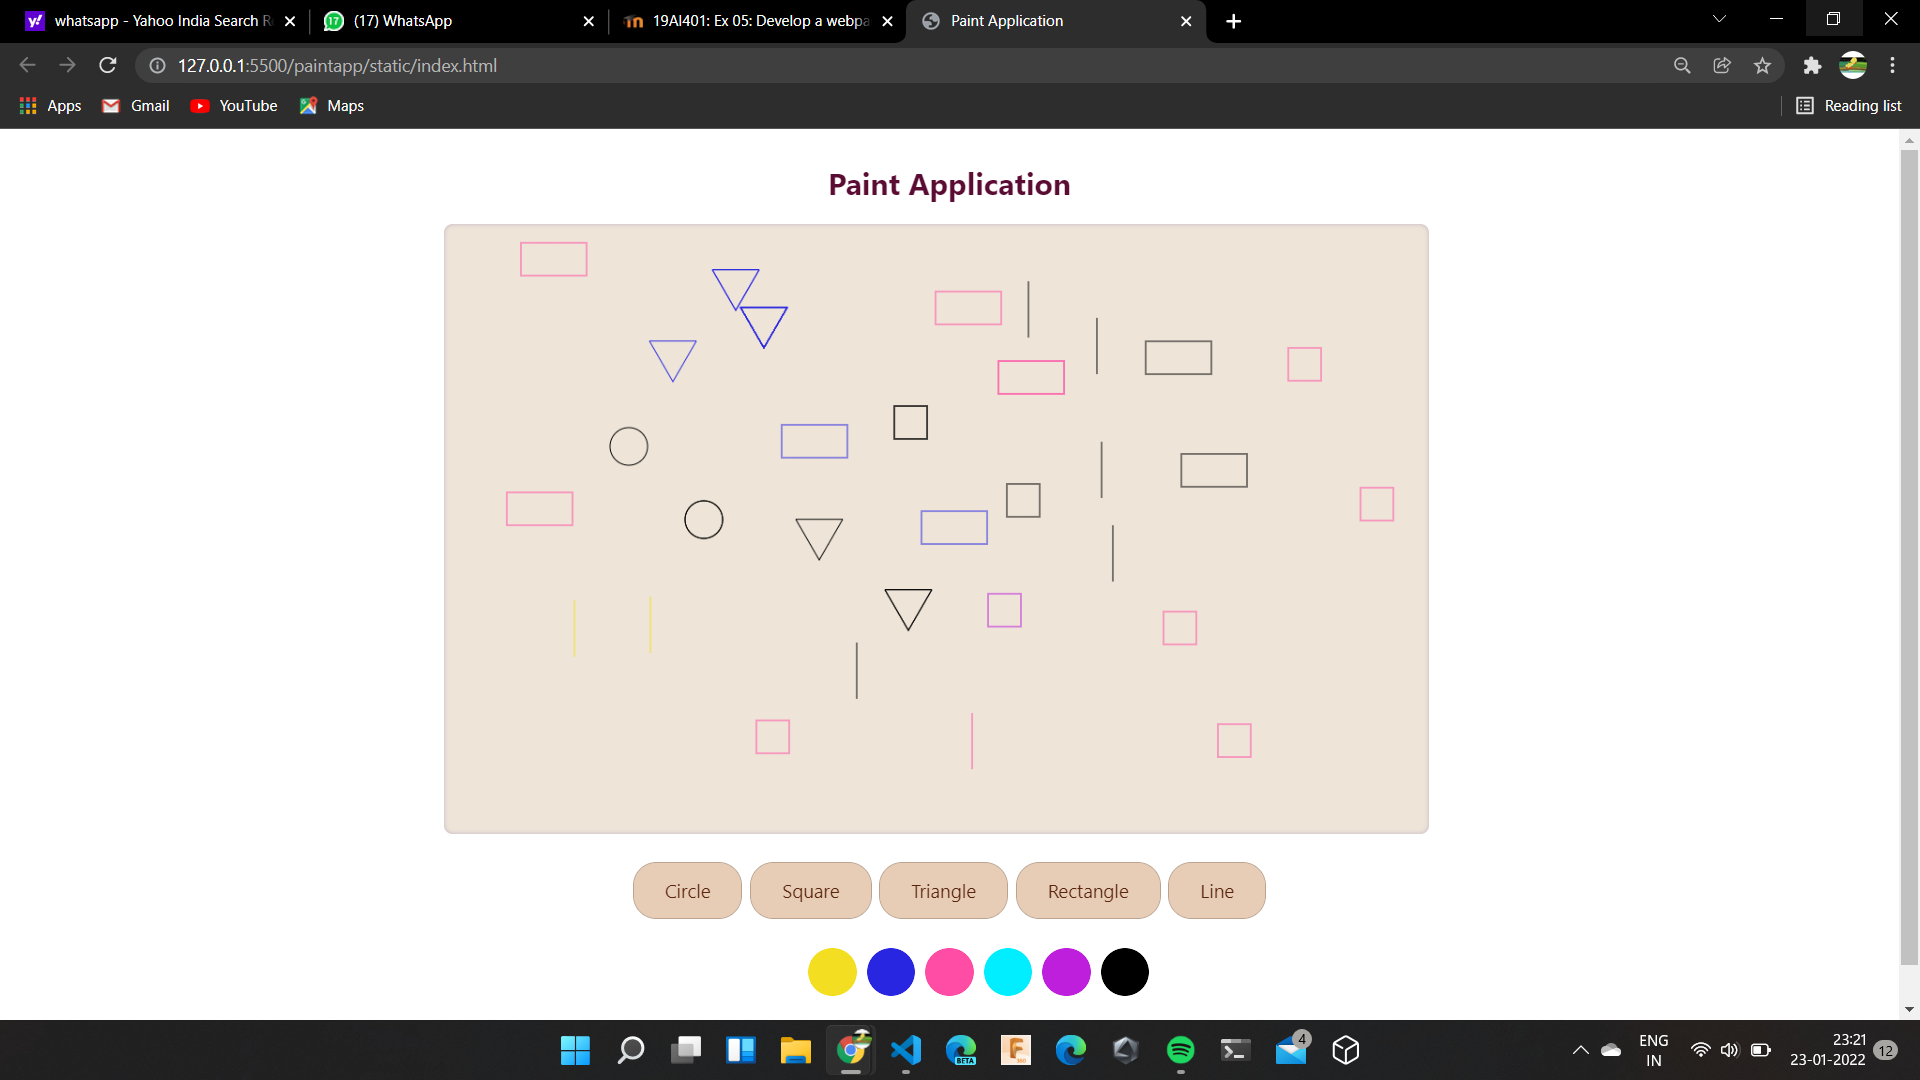 whatsapp - Yahoo India Search R
(17) WhatsApp
19AI401: Ex 05: Develop a webpa
Paint Application
127.0.0.1:5500/paintapp/static/index.html
Apps
Gmail
YouTube
Maps
Reading list
Paint Application
Circle
Square
Triangle
Rectangle
Line
BETA
4
ENG
IN
23:21
23-01-2022
12